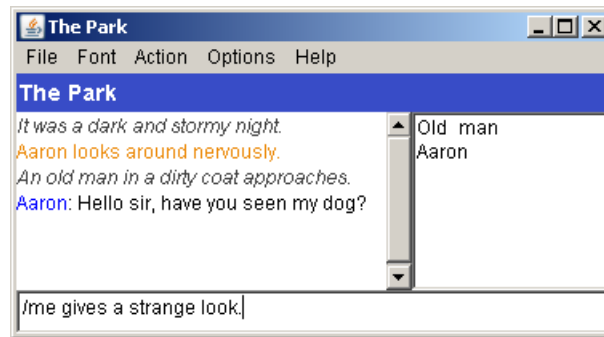 The Park
File Font Action Options Help
The Park
It was a dark and stormy night.
Aaron looks around nervously.
An old man in a dirty coat approaches.
Aaron: Hello sir, have you seen my dog?
Old man
Aaron
/me gives a strange look.